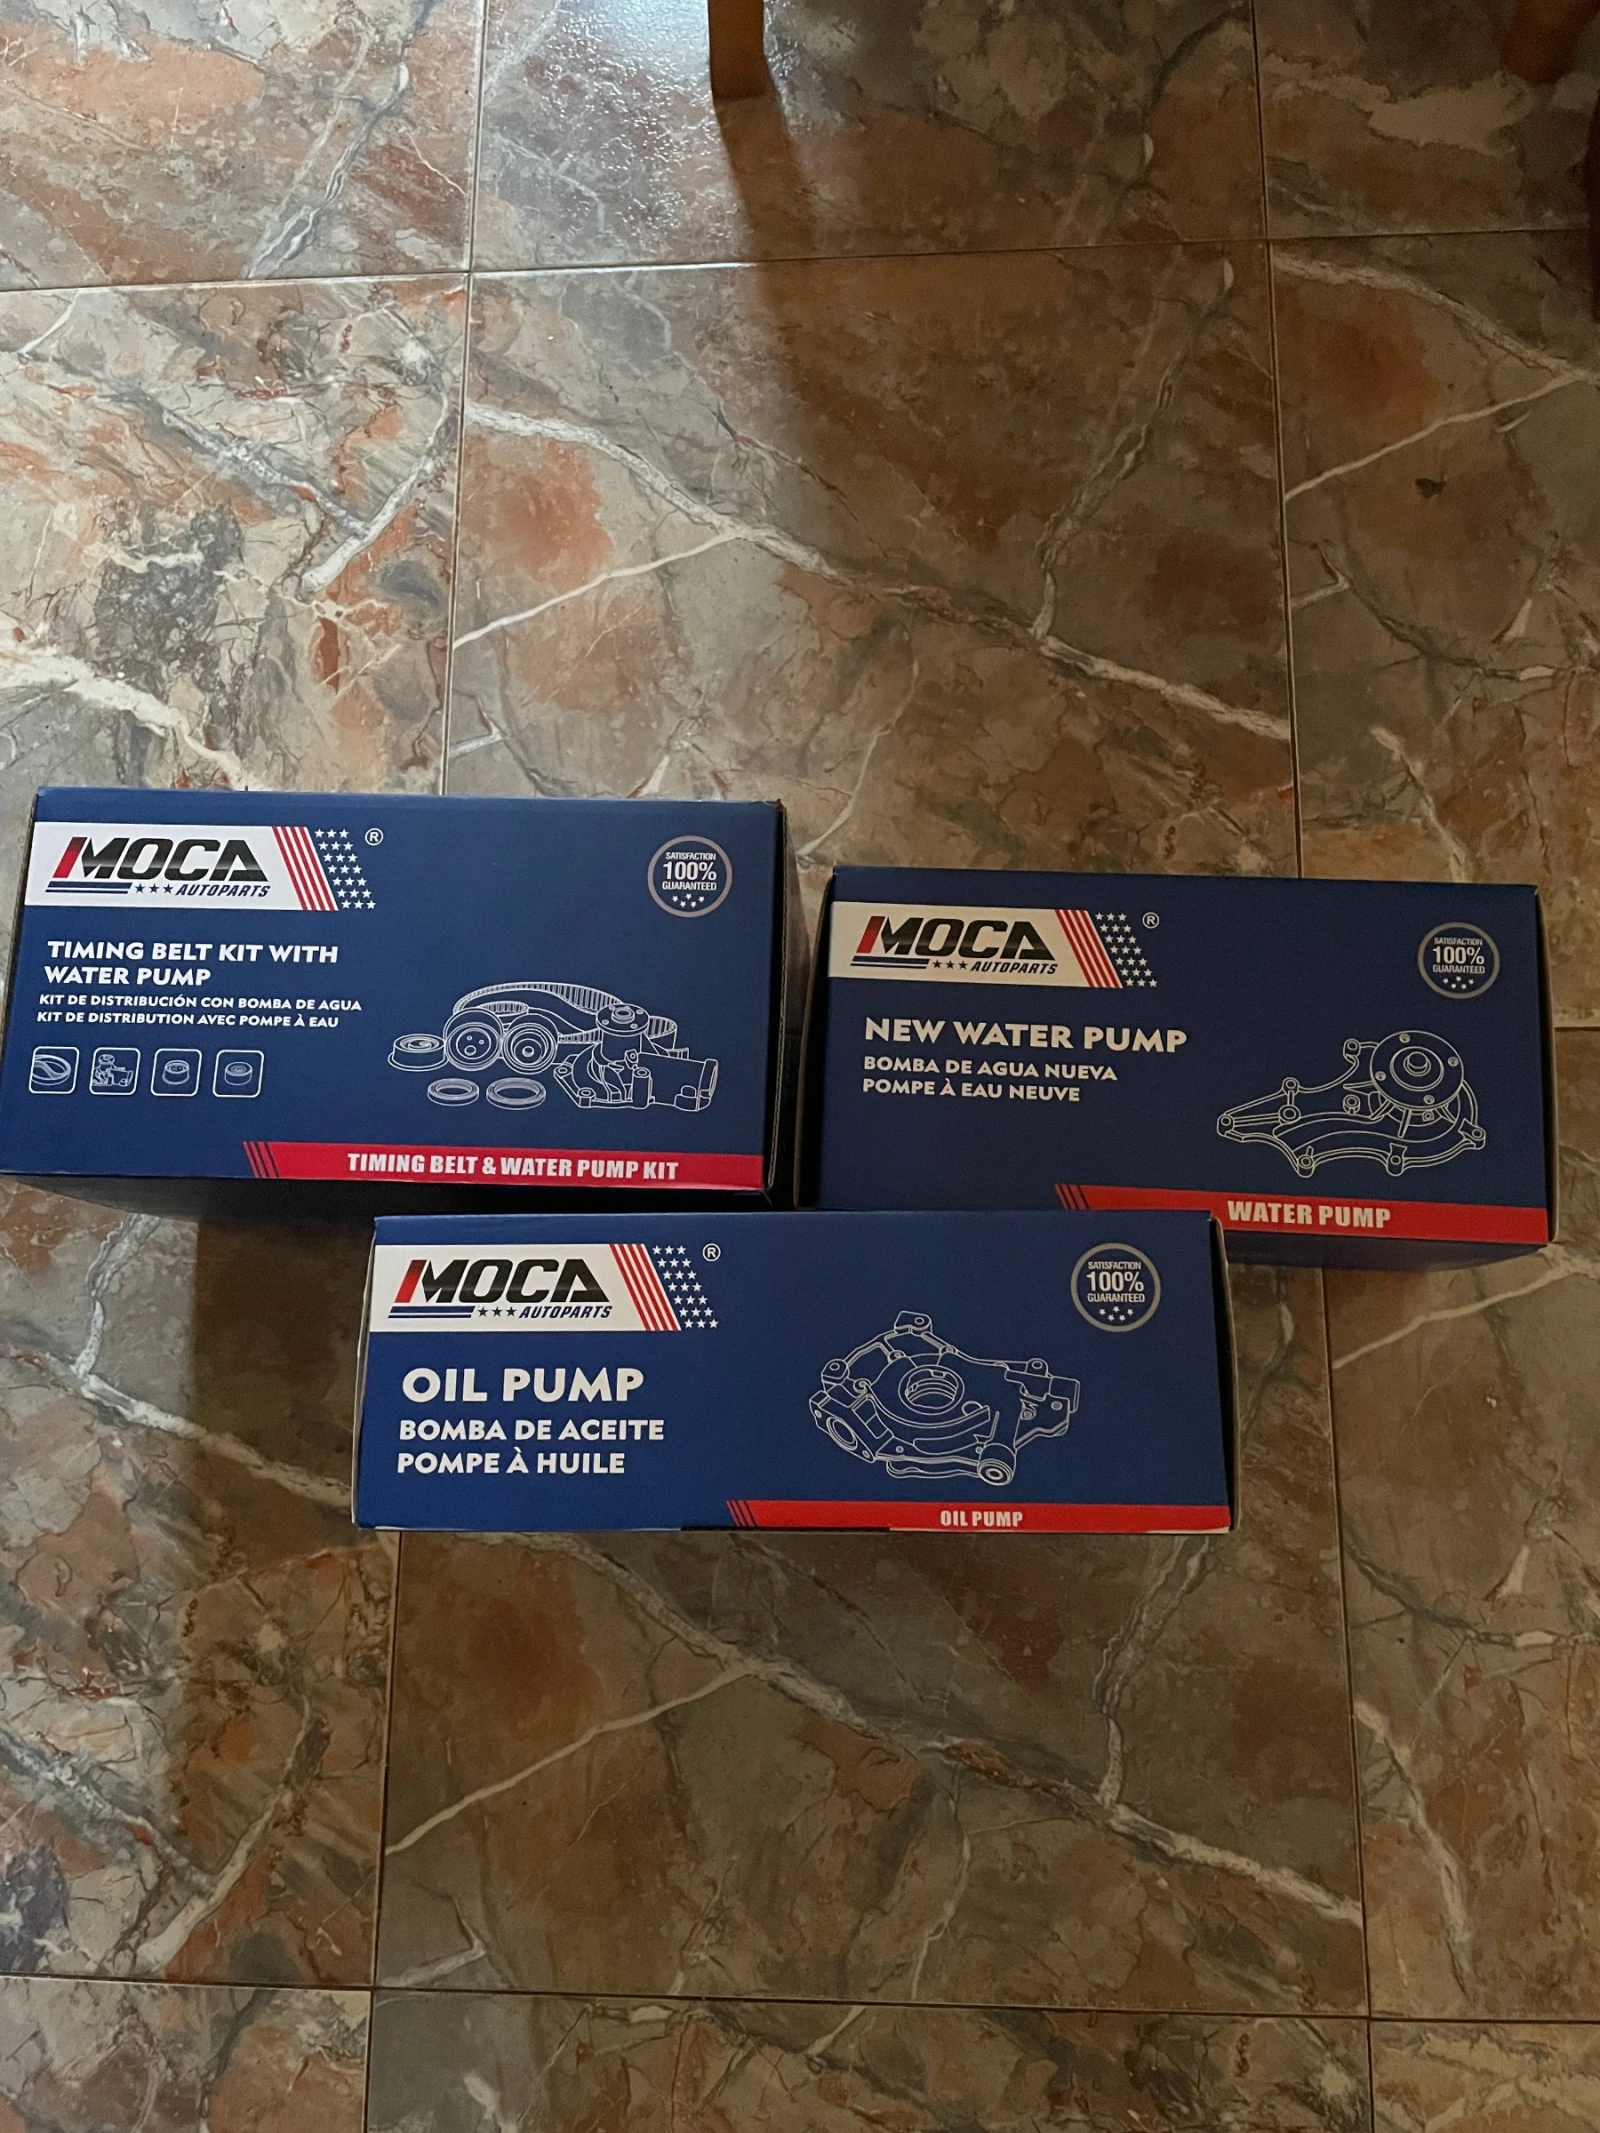 MOCA ®
★★★ AUTOPARTS
SATISFACTION
100%
GUARANTEED
TIMING BELT KIT WITH
WATER PUMP
KIT DE DISTRIBUCIÓN CON BOMBA DE AGUA
KIT DE DISTRIBUTION AVEC POMPE À EAU
TIMING BELT & WATER PUMP KIT
MOCA ®
★★★ AUTOPARTS
SATISFACTION
100%
GUARANTEED
NEW WATER PUMP
BOMBA DE AGUA NUEVA
POMPE À EAU NEUVE
WATER PUMP
MOCA ®
★★★ AUTOPARTS
SATISFACTION
100%
GUARANTEED
OIL PUMP
BOMBA DE ACEITE
POMPE À HUILE
OIL PUMP